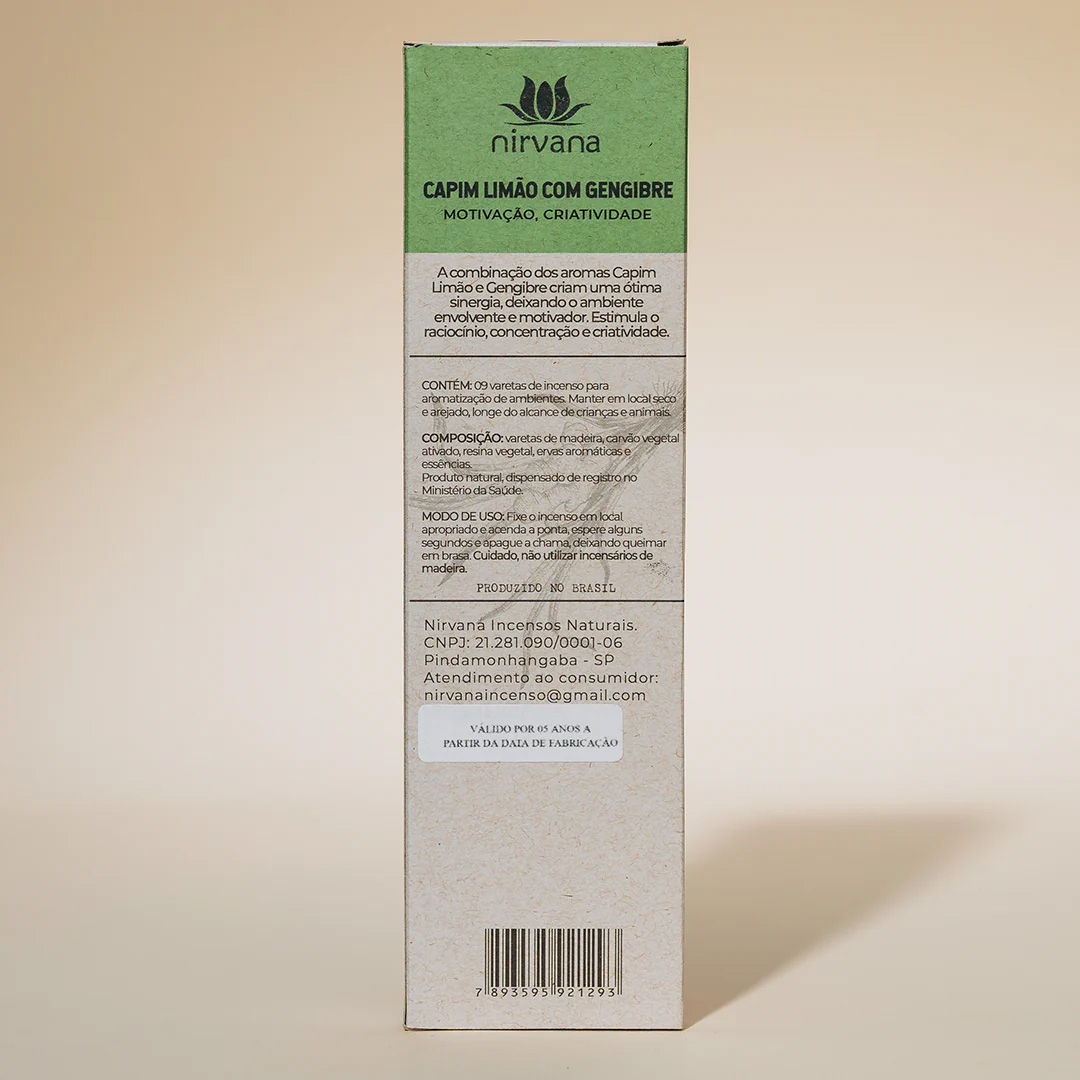 nirvana
CAPIM LIMÃO COM GENGIBRE
MOTIVAÇÃO, CRIATIVIDADE
A combinação dos aromas Capim
Limão e Gengibre criam uma ótima
sinergia, deixando o ambiente
envolvente e motivador. Estimula o
raciocínio, concentração e criatividade.
CONTÉM: 09 varetas de incenso para
aromatização de ambientes. Manter em local seco
e arejado, longe do alcance de crianças e animais.
COMPOSIÇÃO: varetas de madeira, carvão vegetal
ativado, resina vegetal, ervas aromáticas e
essências.
Produto natural, dispensado de registro no
Ministério da Saúde.
MODO DE USO: Fixe o incenso em local
apropriado e acenda a ponta, espere alguns
segundos e apague a chama, deixando queimar
em brasa. Cuidado, não utilizar incensários de
madeira.
PRODUZIDO NO BRASIL
Nirvana Incensos Naturais.
CNPJ: 21.281.090/0001-06
Pindamonhangaba - SP
Atendimento ao consumidor:
nirvanaincenso@gmail.com
VÁLIDO POR 05 ANOS A
PARTIR DA DATA DE FABRICAÇÃO
7 893595 921293